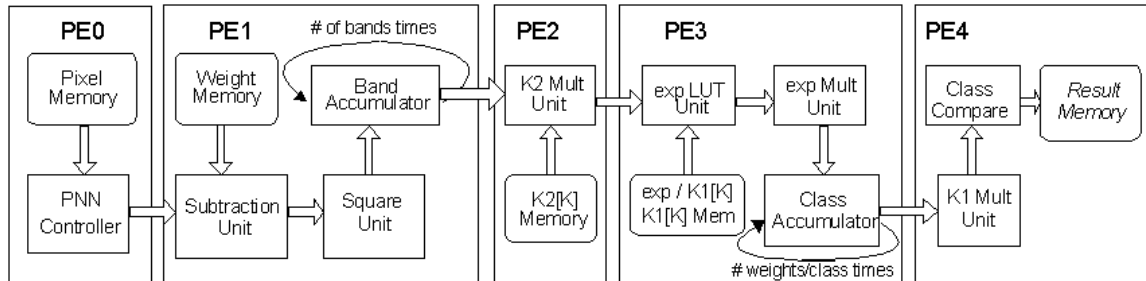 PE0
Pixel
Memory
PNN
Controller
PE1
# of bands times
Weight
Memory
Band
Accumulator
Subtraction
Unit
Square
Unit
PE2
K2 Mult
Unit
K2[K]
Memory
PE3
exp LUT
Unit
exp Mult
Unit
exp / K1[K]
K1[K] Mem
Class
Accumulator
# weights/class times
PE4
Class
Compare
Result
Memory
K1 Mult
Unit